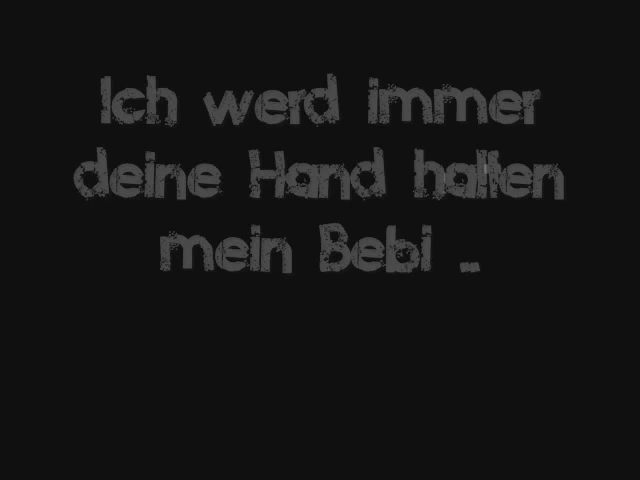 Ich werd immer
deine Hand halten
mein Bebi ..